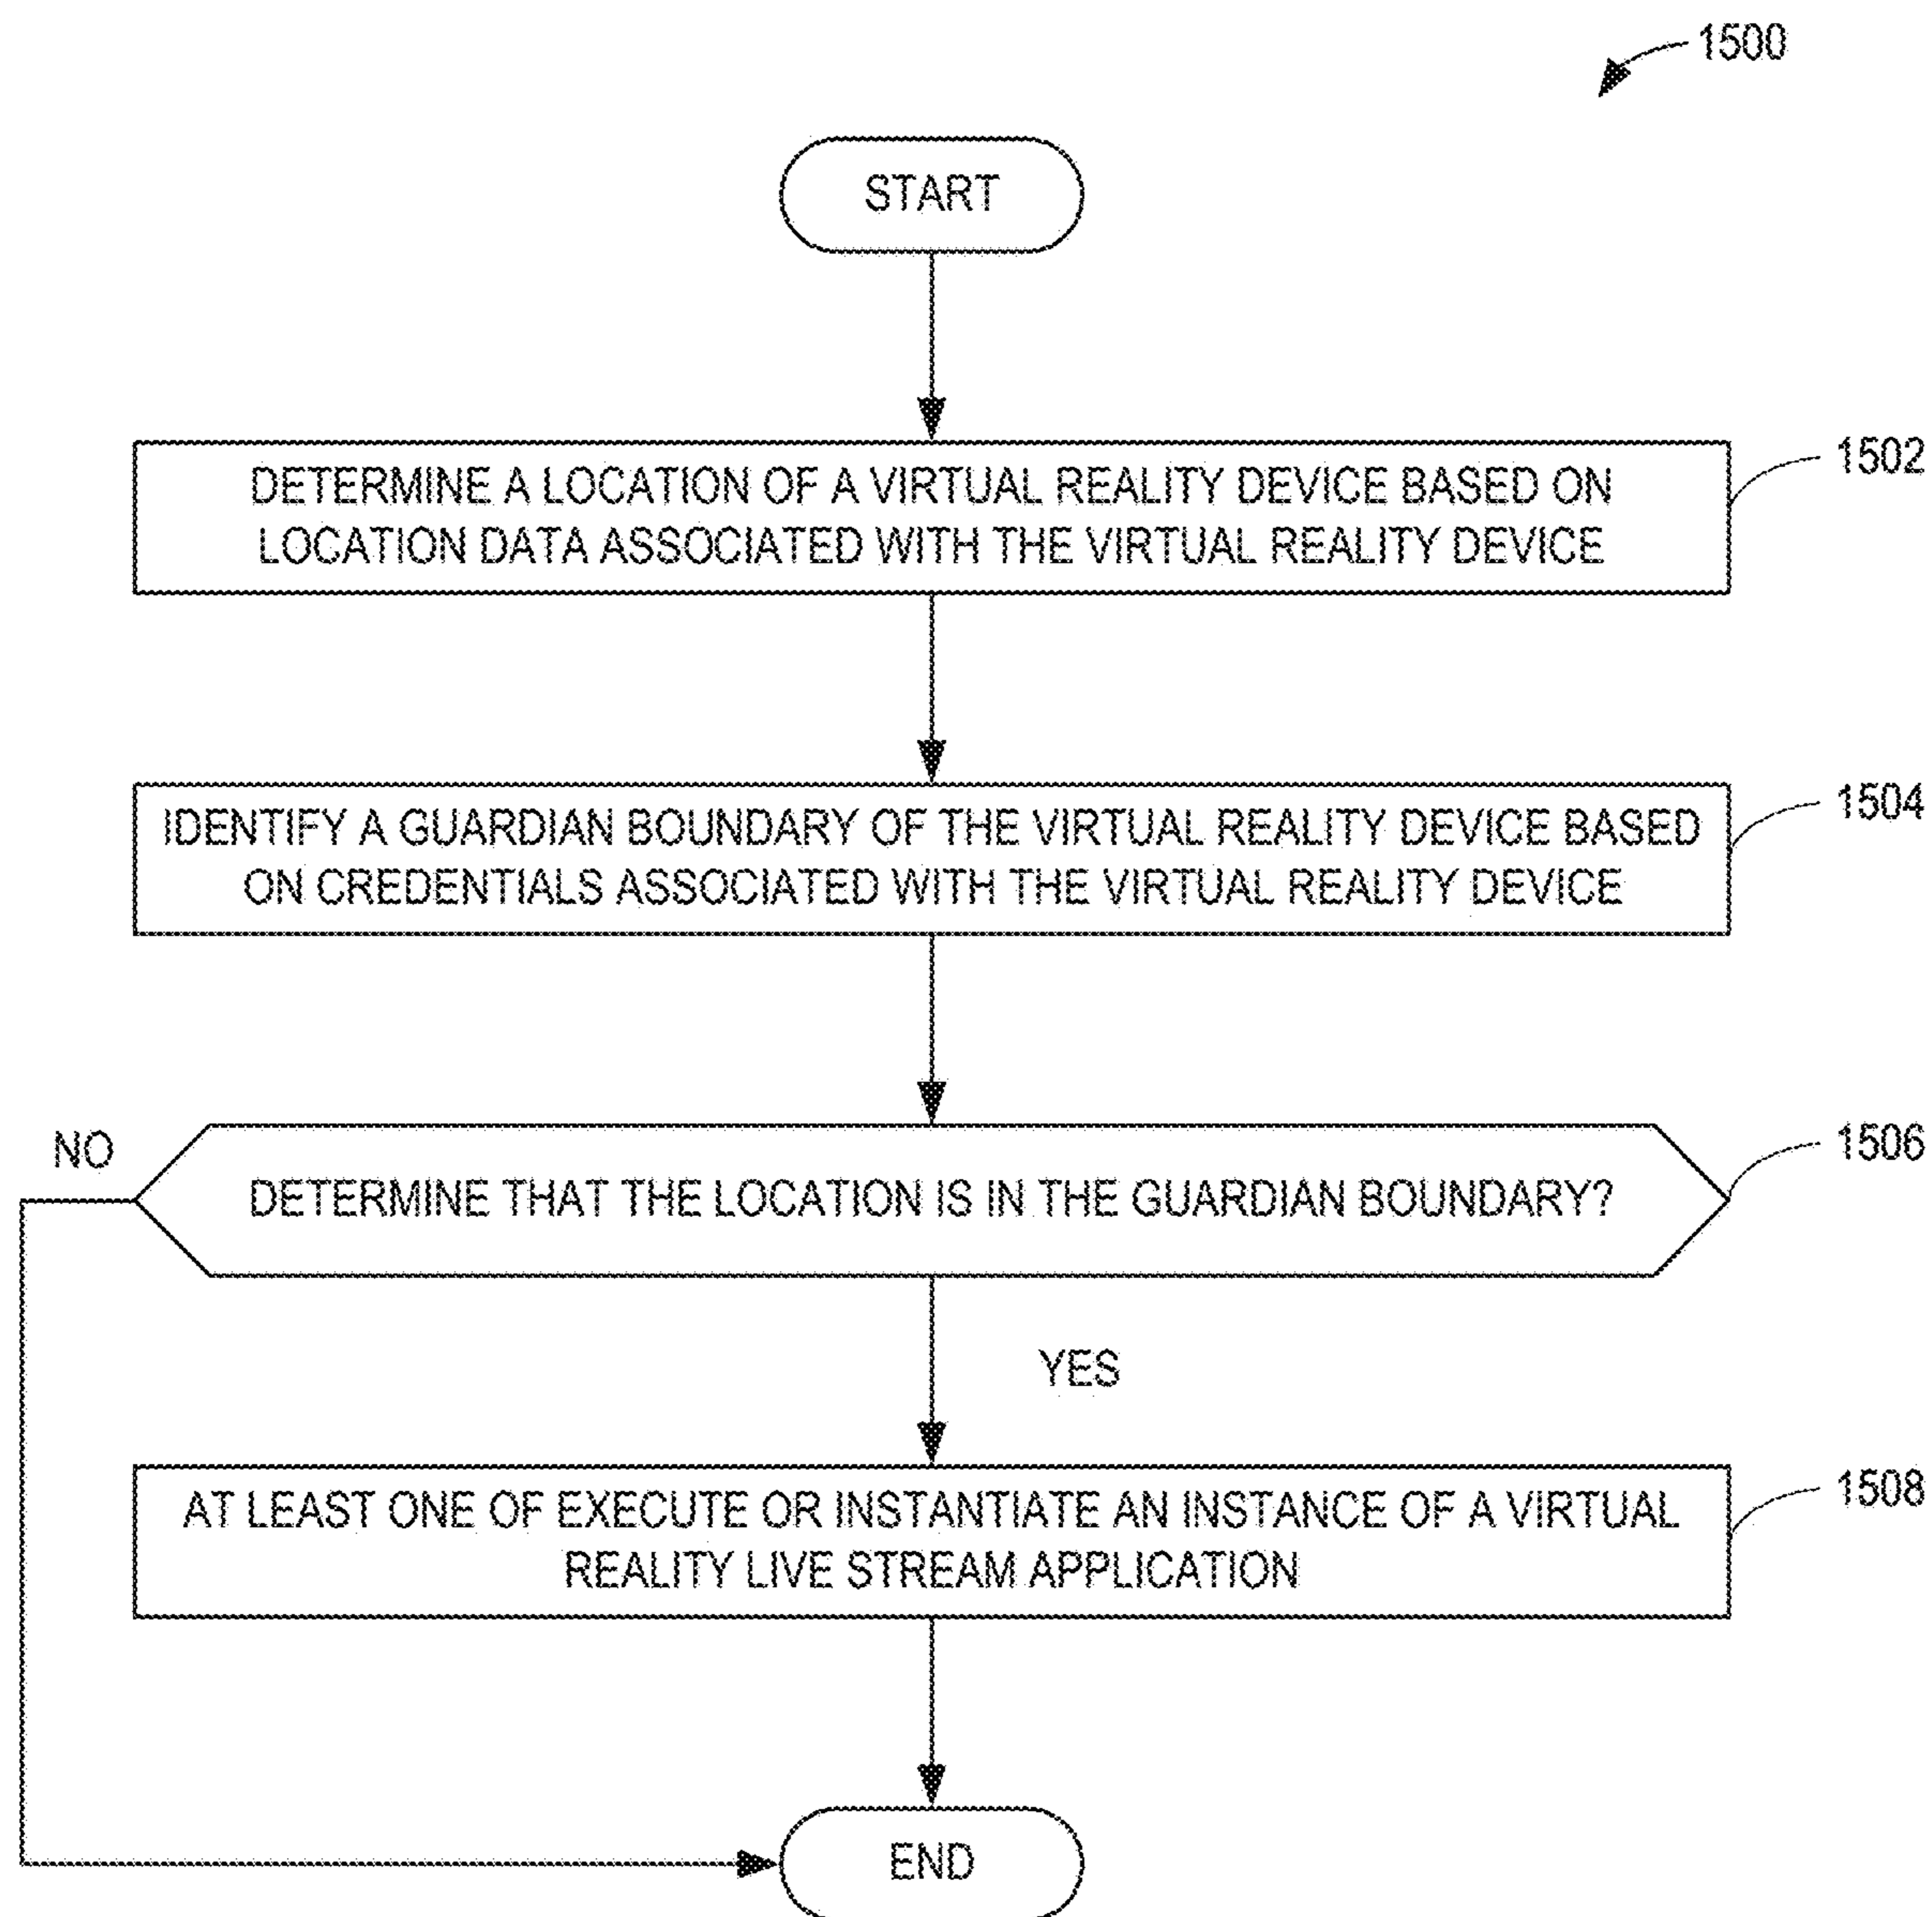 1500
START
DETERMINE A LOCATION OF A VIRTUAL REALITY DEVICE BASED ON
LOCATION DATA ASSOCIATED WITH THE VIRTUAL REALITY DEVICE
1502
IDENTIFY A GUARDIAN BOUNDARY OF THE VIRTUAL REALITY DEVICE BASED
ON CREDENTIALS ASSOCIATED WITH THE VIRTUAL REALITY DEVICE
1504
NO
DETERMINE THAT THE LOCATION IS IN THE GUARDIAN BOUNDARY?
1506
YES
AT LEAST ONE OF EXECUTE OR INSTANTIATE AN INSTANCE OF A VIRTUAL
REALITY LIVE STREAM APPLICATION
1508
END